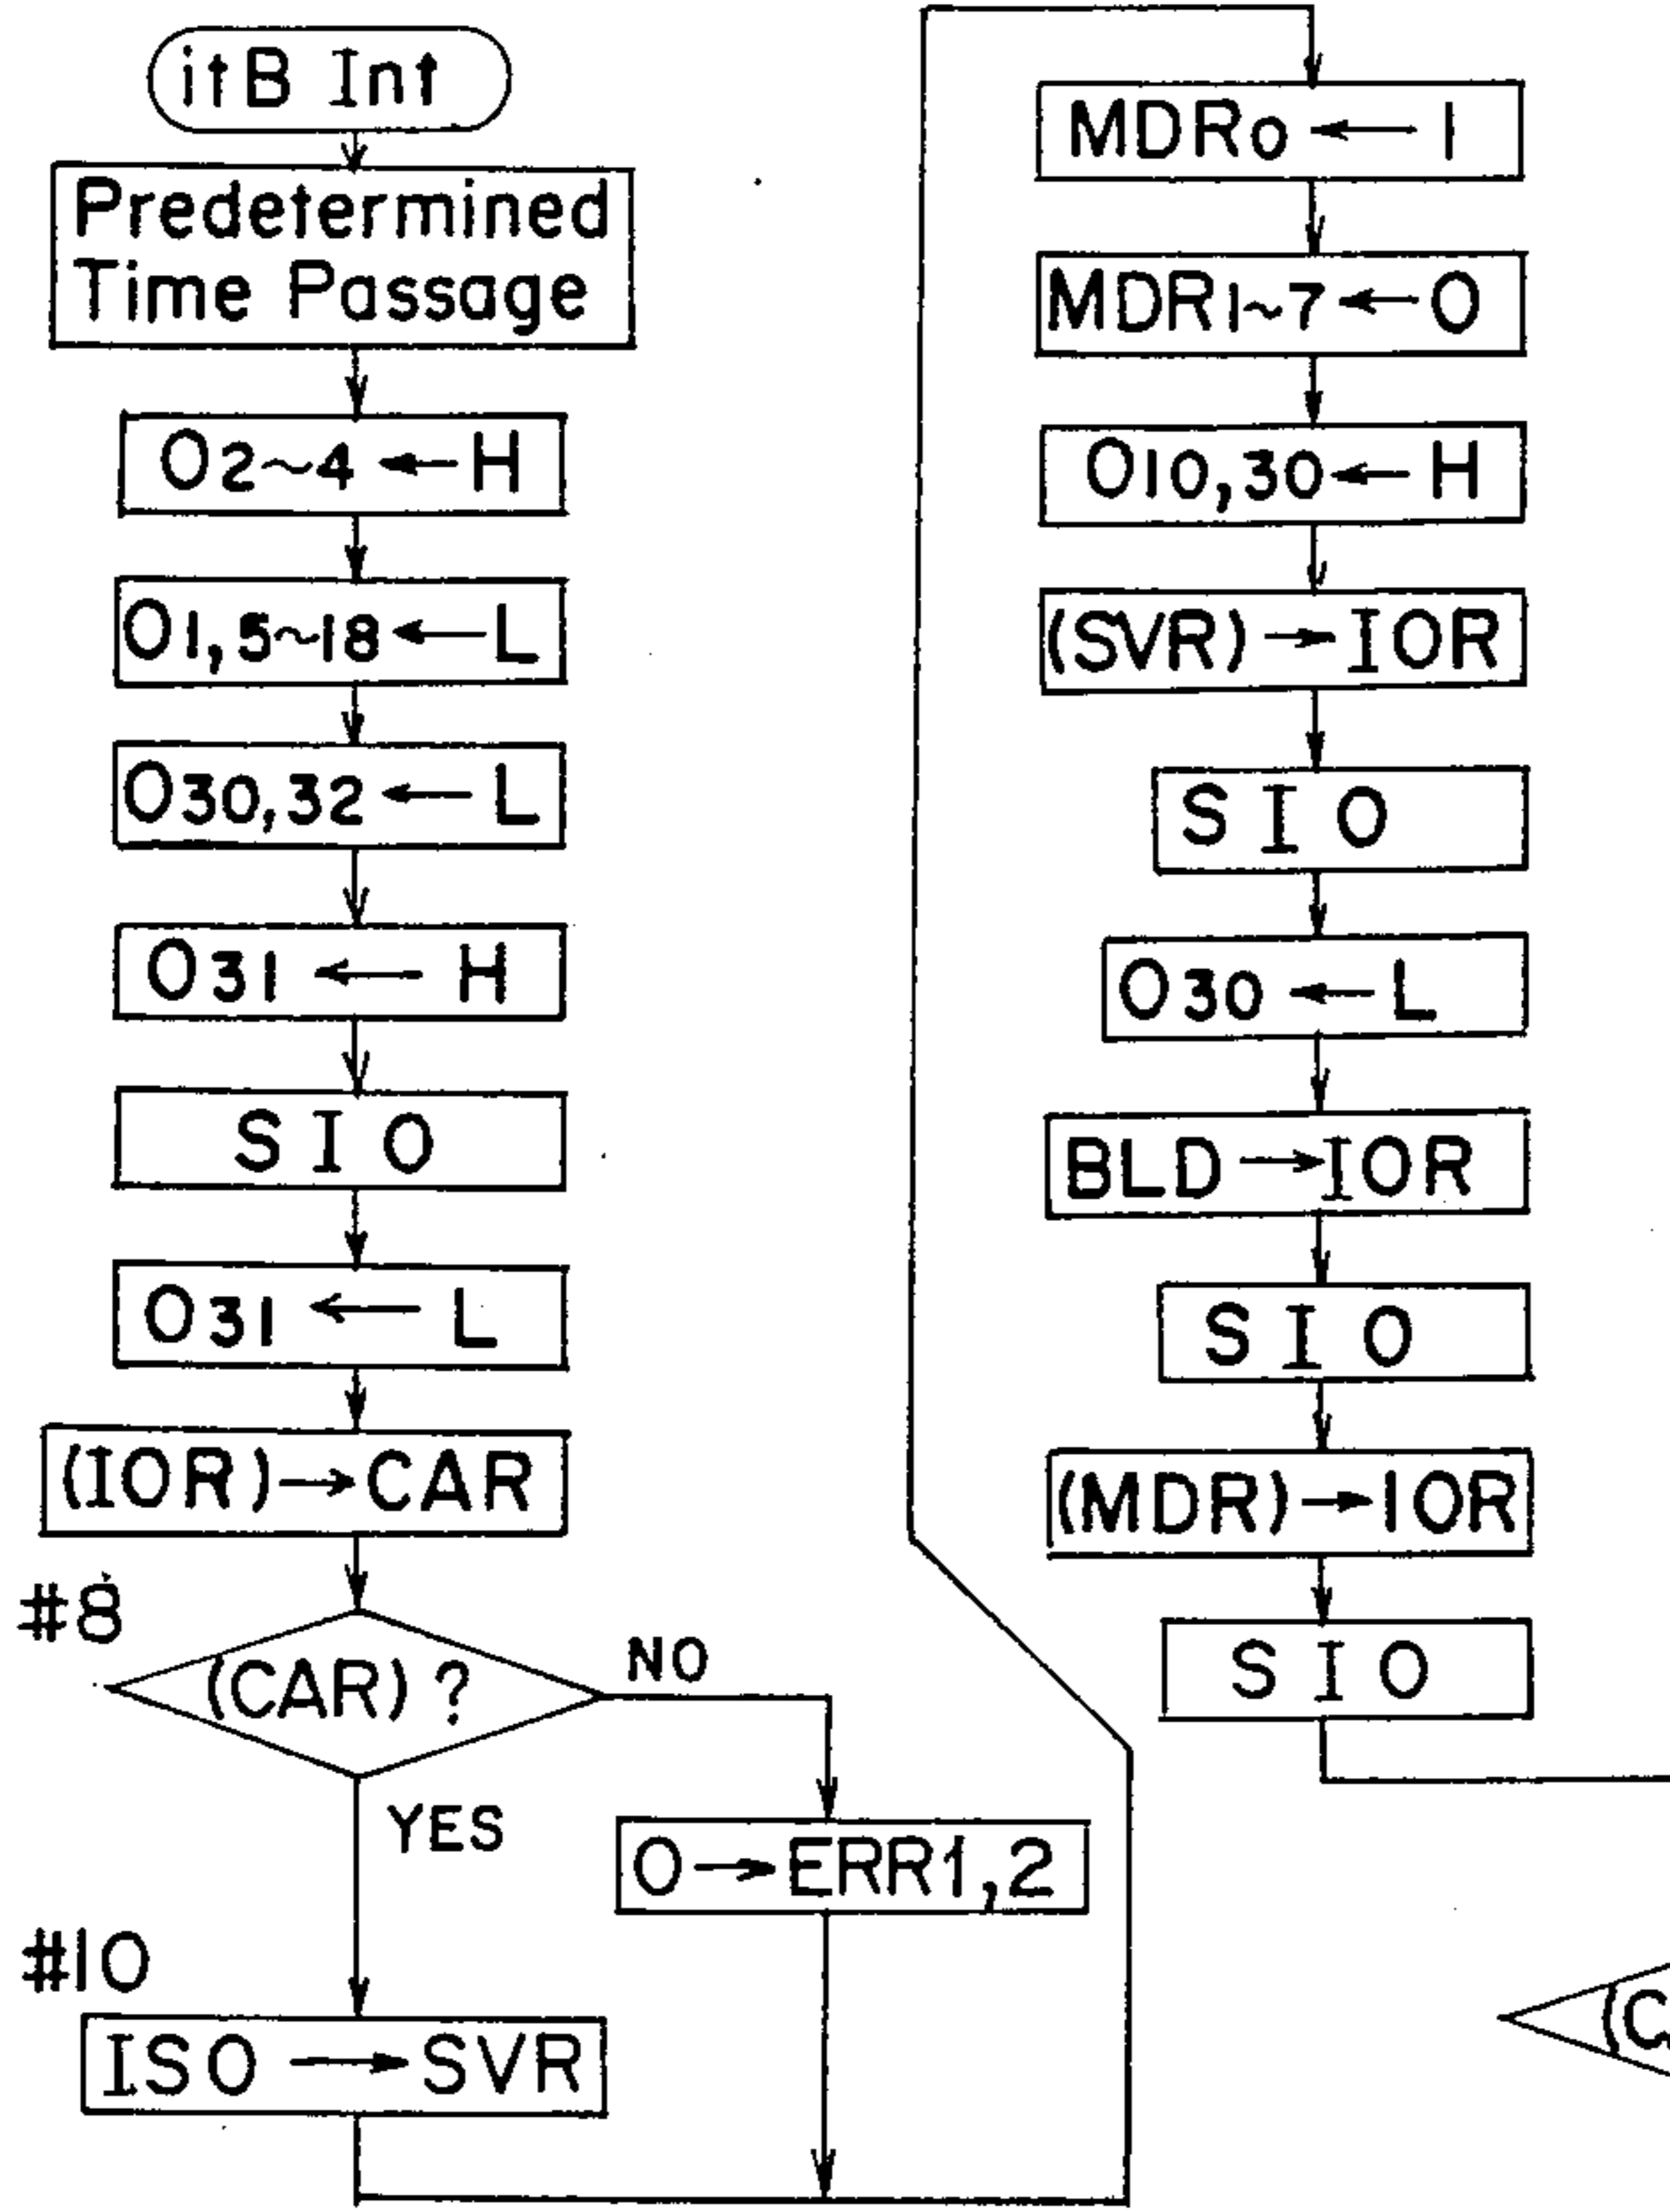 itB Int
Predetermined
Time Passage
O2~4 ← H
O1,5~18 ← L
O30,32 ← L
O31 ← H
SIO
O31 ← L
(IOR) → CAR
#8
(CAR) ?
NO
YES
O → ERR1,2
#10
ISO → SVR
MDR0 ← 1
MDR1~7 ← O
O10,30 ← H
(SVR) → IOR
SIO
O30 ← L
BLD → IOR
SIO
(MDR) → IOR
SIO
(C